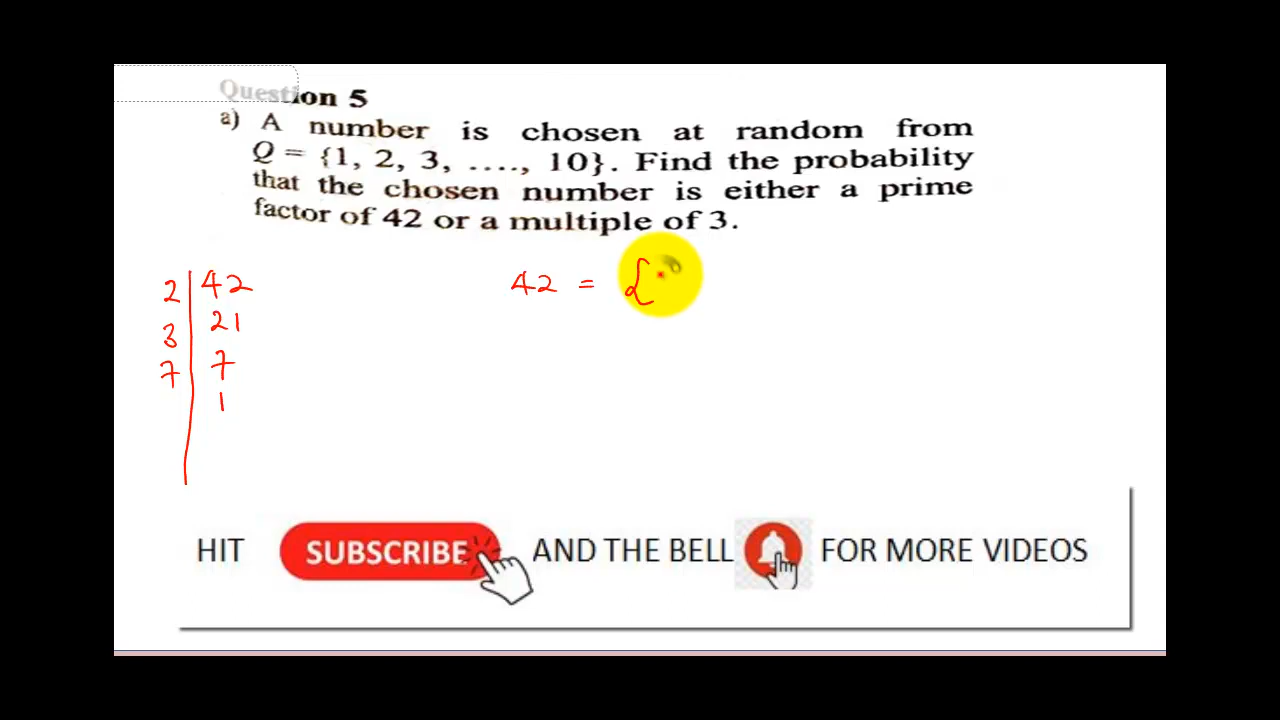 Question 5
a) A number is chosen at random from
Q = {1, 2, 3, ...., 10}. Find the probability
that the chosen number is either a prime
factor of 42 or a multiple of 3.
2 | 42
3 | 21
7 | 7
1
42 = {
HIT SUBSCRIBE AND THE BELL FOR MORE VIDEOS